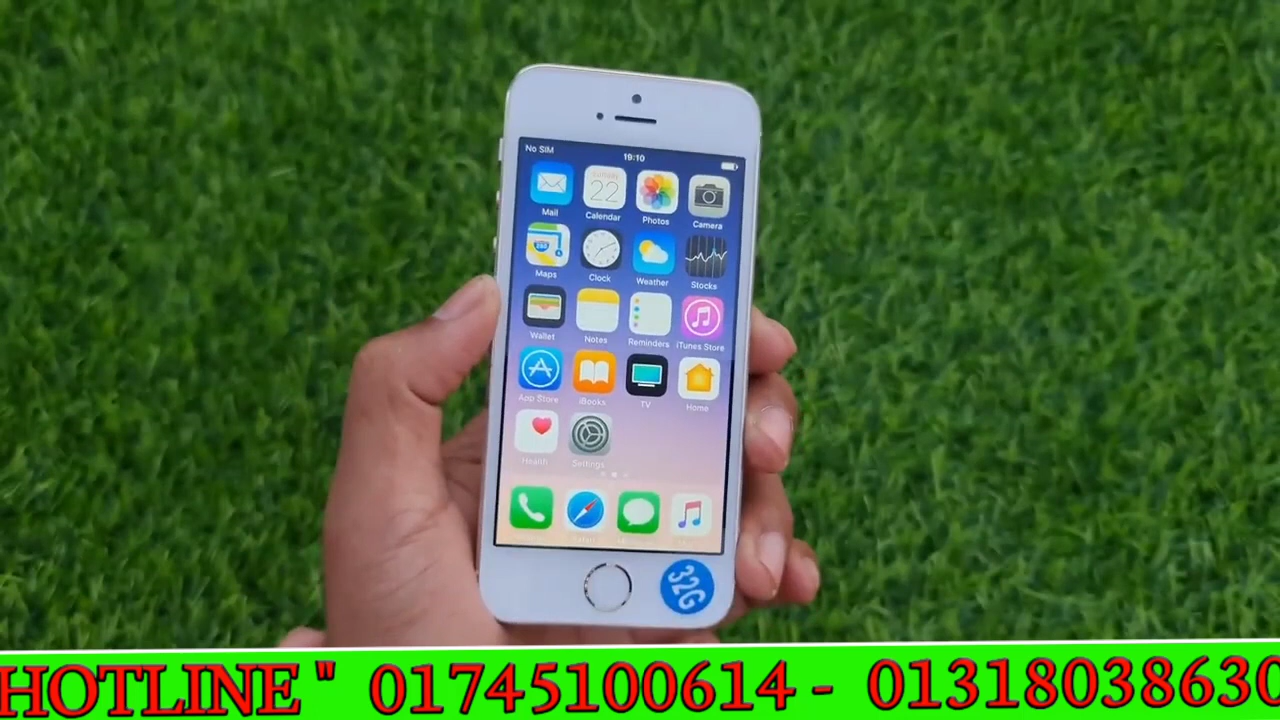 No SIM 19:10
22
Mail Calendar Photos Camera
280
Maps Clock Weather Stocks
Wallet Notes Reminders iTunes Store
App Store iBooks TV Home
Health Settings
32G
HOTLINE " 01745100614 - 01318038630